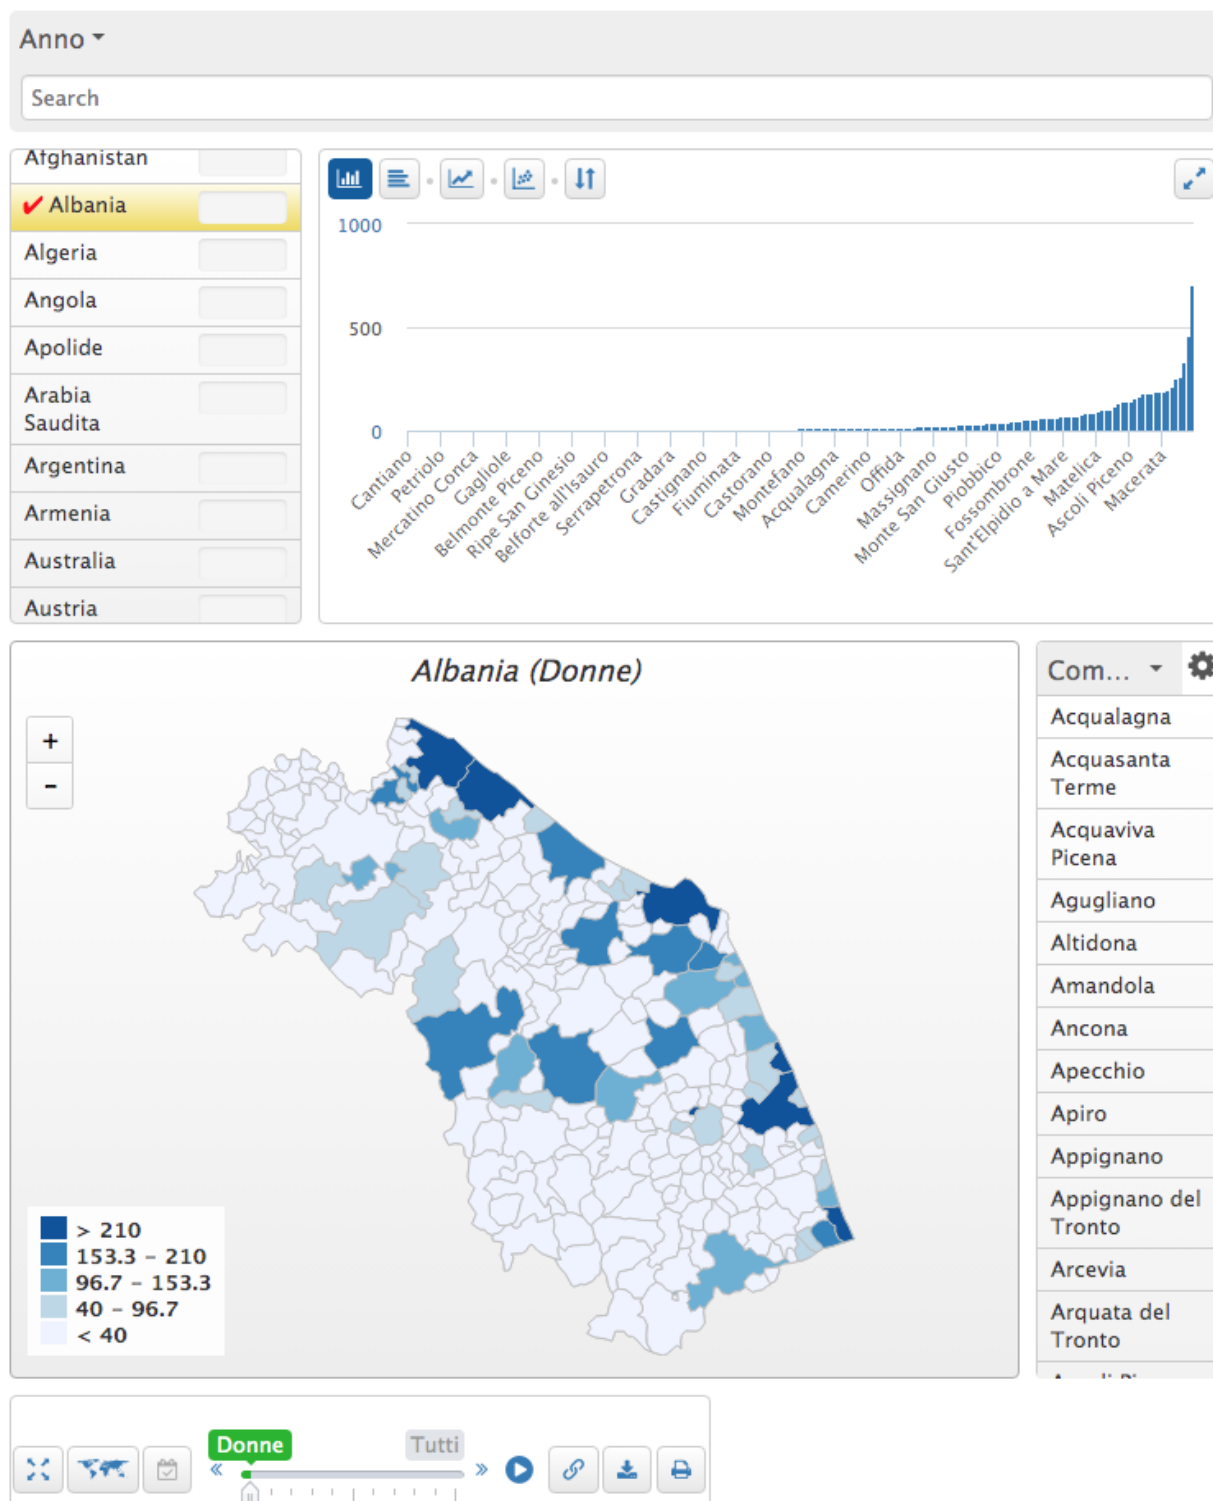 Anno
Search
Afghanistan
Albania
Algeria
Angola
Apolide
Arabia
Saudita
Argentina
Armenia
Australia
Austria
1000
500
0
Cantiano
Petriolo
Mercatino Conca
Gagliole
Belmonte Piceno
Ripe San Ginesio
Belforte all'Isauro
Serrapetrona
Gradara
Castignano
Fiuminata
Castorano
Montefano
Acqualagna
Camerino
Offida
Massignano
Monte San Giusto
Piobbico
Fossombrone
Sant'Elpidio a Mare
Matelica
Ascoli Piceno
Macerata
Albania (Donne)
+
-
> 210
153.3 – 210
96.7 – 153.3
40 – 96.7
< 40
Com...
Acqualagna
Acquasanta
Terme
Acquaviva
Picena
Agugliano
Altidona
Amandola
Ancona
Apecchio
Apiro
Appignano
Appignano del
Tronto
Arcevia
Arquata del
Tronto
Donne
Tutti